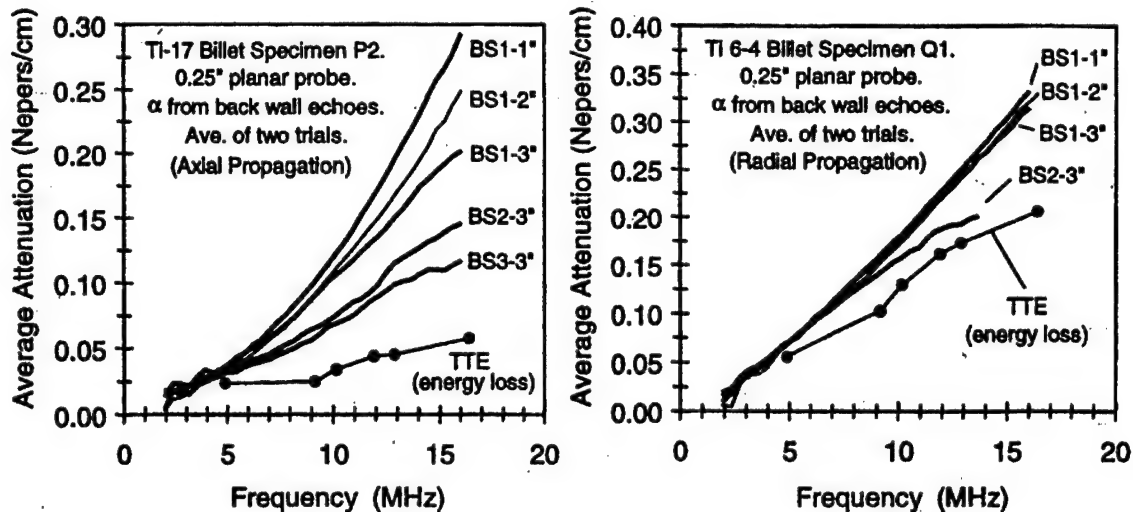 Average Attenuation (Nepers/cm)
0.30
0.25
0.20
0.15
0.10
0.05
0.00
Ti-17 Billet Specimen P2.
0.25" planar probe.
α from back wall echoes.
Ave. of two trials.
(Axial Propagation)
BS1-1"
BS1-2"
BS1-3"
BS2-3"
BS3-3"
TTE
(energy loss)
0 5 10 15 20
Frequency (MHz)
Average Attenuation (Nepers/cm)
0.40
0.35
0.30
0.25
0.20
0.15
0.10
0.05
0.00
Ti 6-4 Billet Specimen Q1.
0.25" planar probe.
α from back wall echoes.
Ave. of two trials.
(Radial Propagation)
BS1-1"
BS1-2"
BS1-3"
BS2-3"
TTE
(energy loss)
0 5 10 15 20
Frequency (MHz)